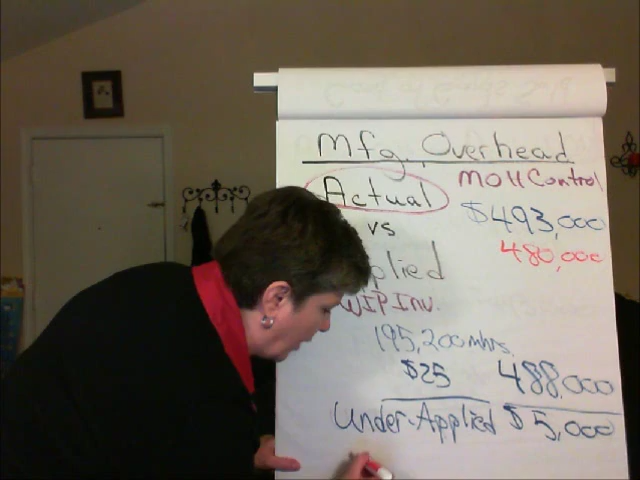 Mfg. Overhead
MOH Control
Actual
$493,000
vs
480,000
plied
WIP Inv.
195,200 mhrs.
$25
488,000
Under-Applied $5,000